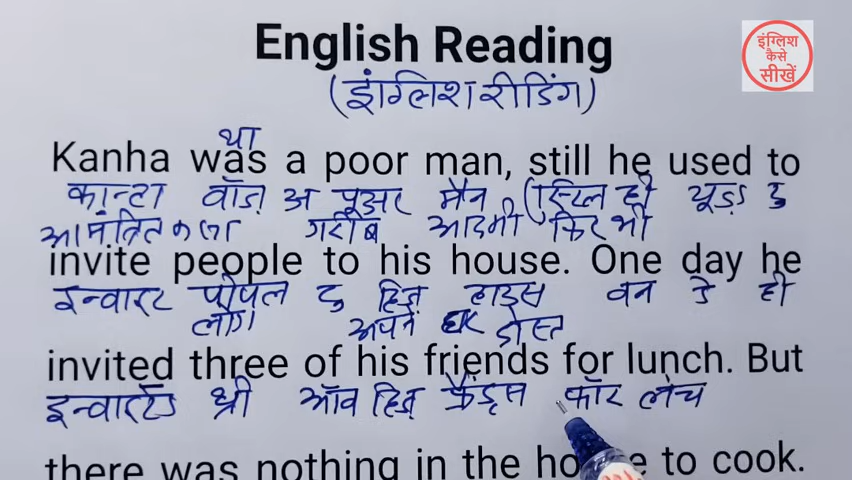 English Reading
इंग्लिश
कैसे
सीखें
(इंग्लिश रीडिंग)
था
Kanha was a poor man, still he used to
कान्हा वॉज़ अ पूअर मैन (स्टिल ही यूज़्ड टु
आमंत्रित करना गरीब आदमी फिर भी
invite people to his house. One day he
इन्वाइट पीपल टु हिज़ हाउस वन डे ही
लोग अपने घर दोस्त
invited three of his friends for lunch. But
इन्वाइटेड थ्री ऑव हिज़ फ्रैंड्स फॉर लंच
there was nothing in the to cook.